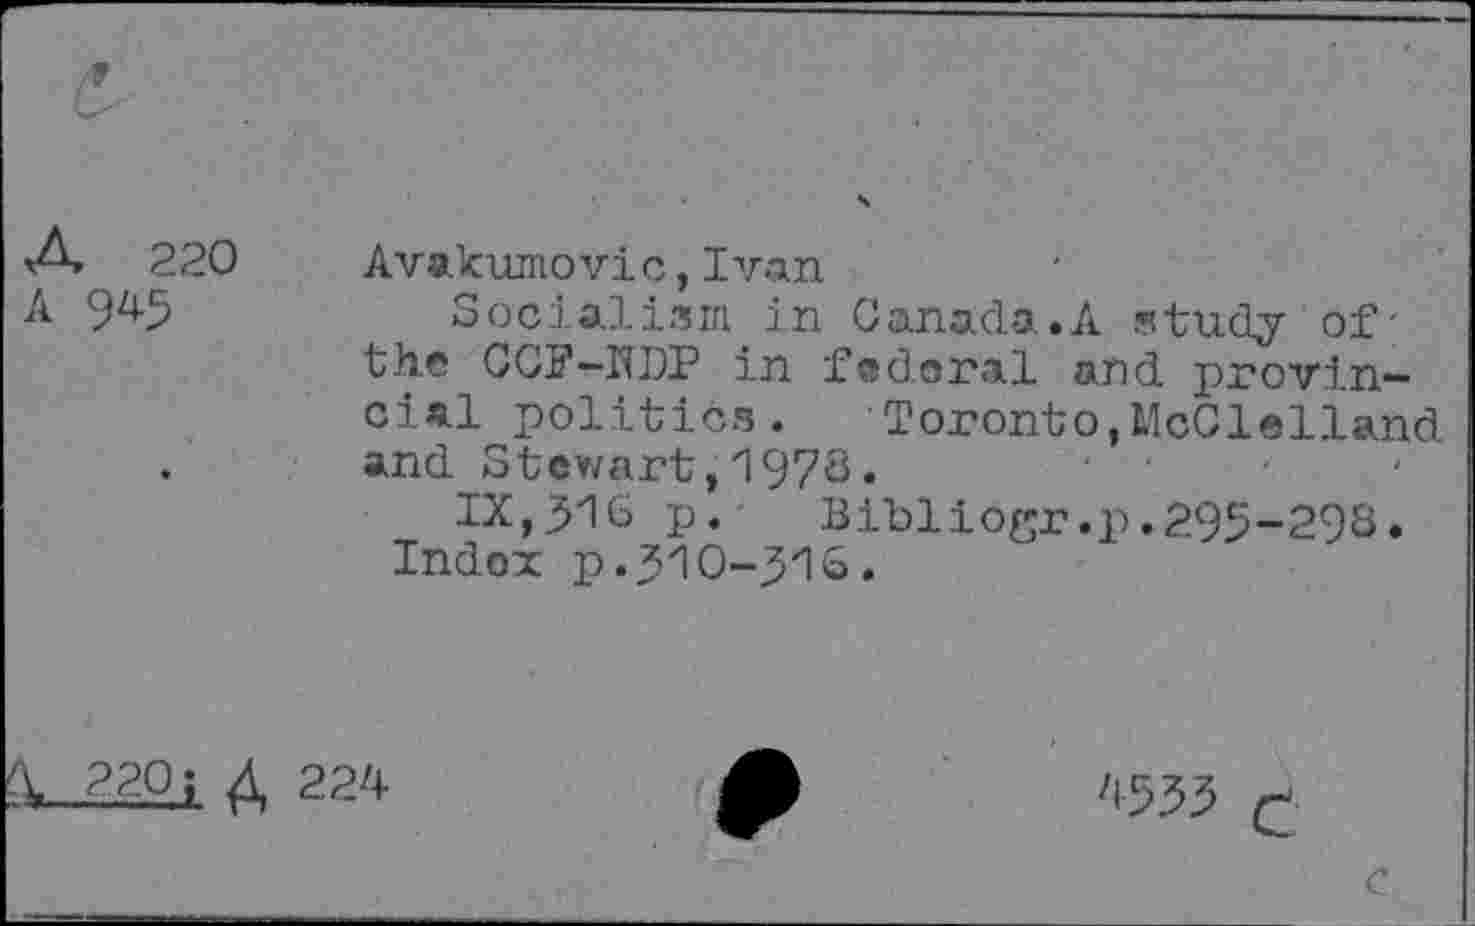 С
Д 220
A 945
Avakumovic,Ivan
Socialism in Canada.A study of
the CCF-NDP in federal and provin-
cial politics. Toronto,McClelland
and Stewart,1978.
IX,316 p. Bibliogr.p.295-298.
Index p.310-316.
Д 220; Д 224
4533 С
с